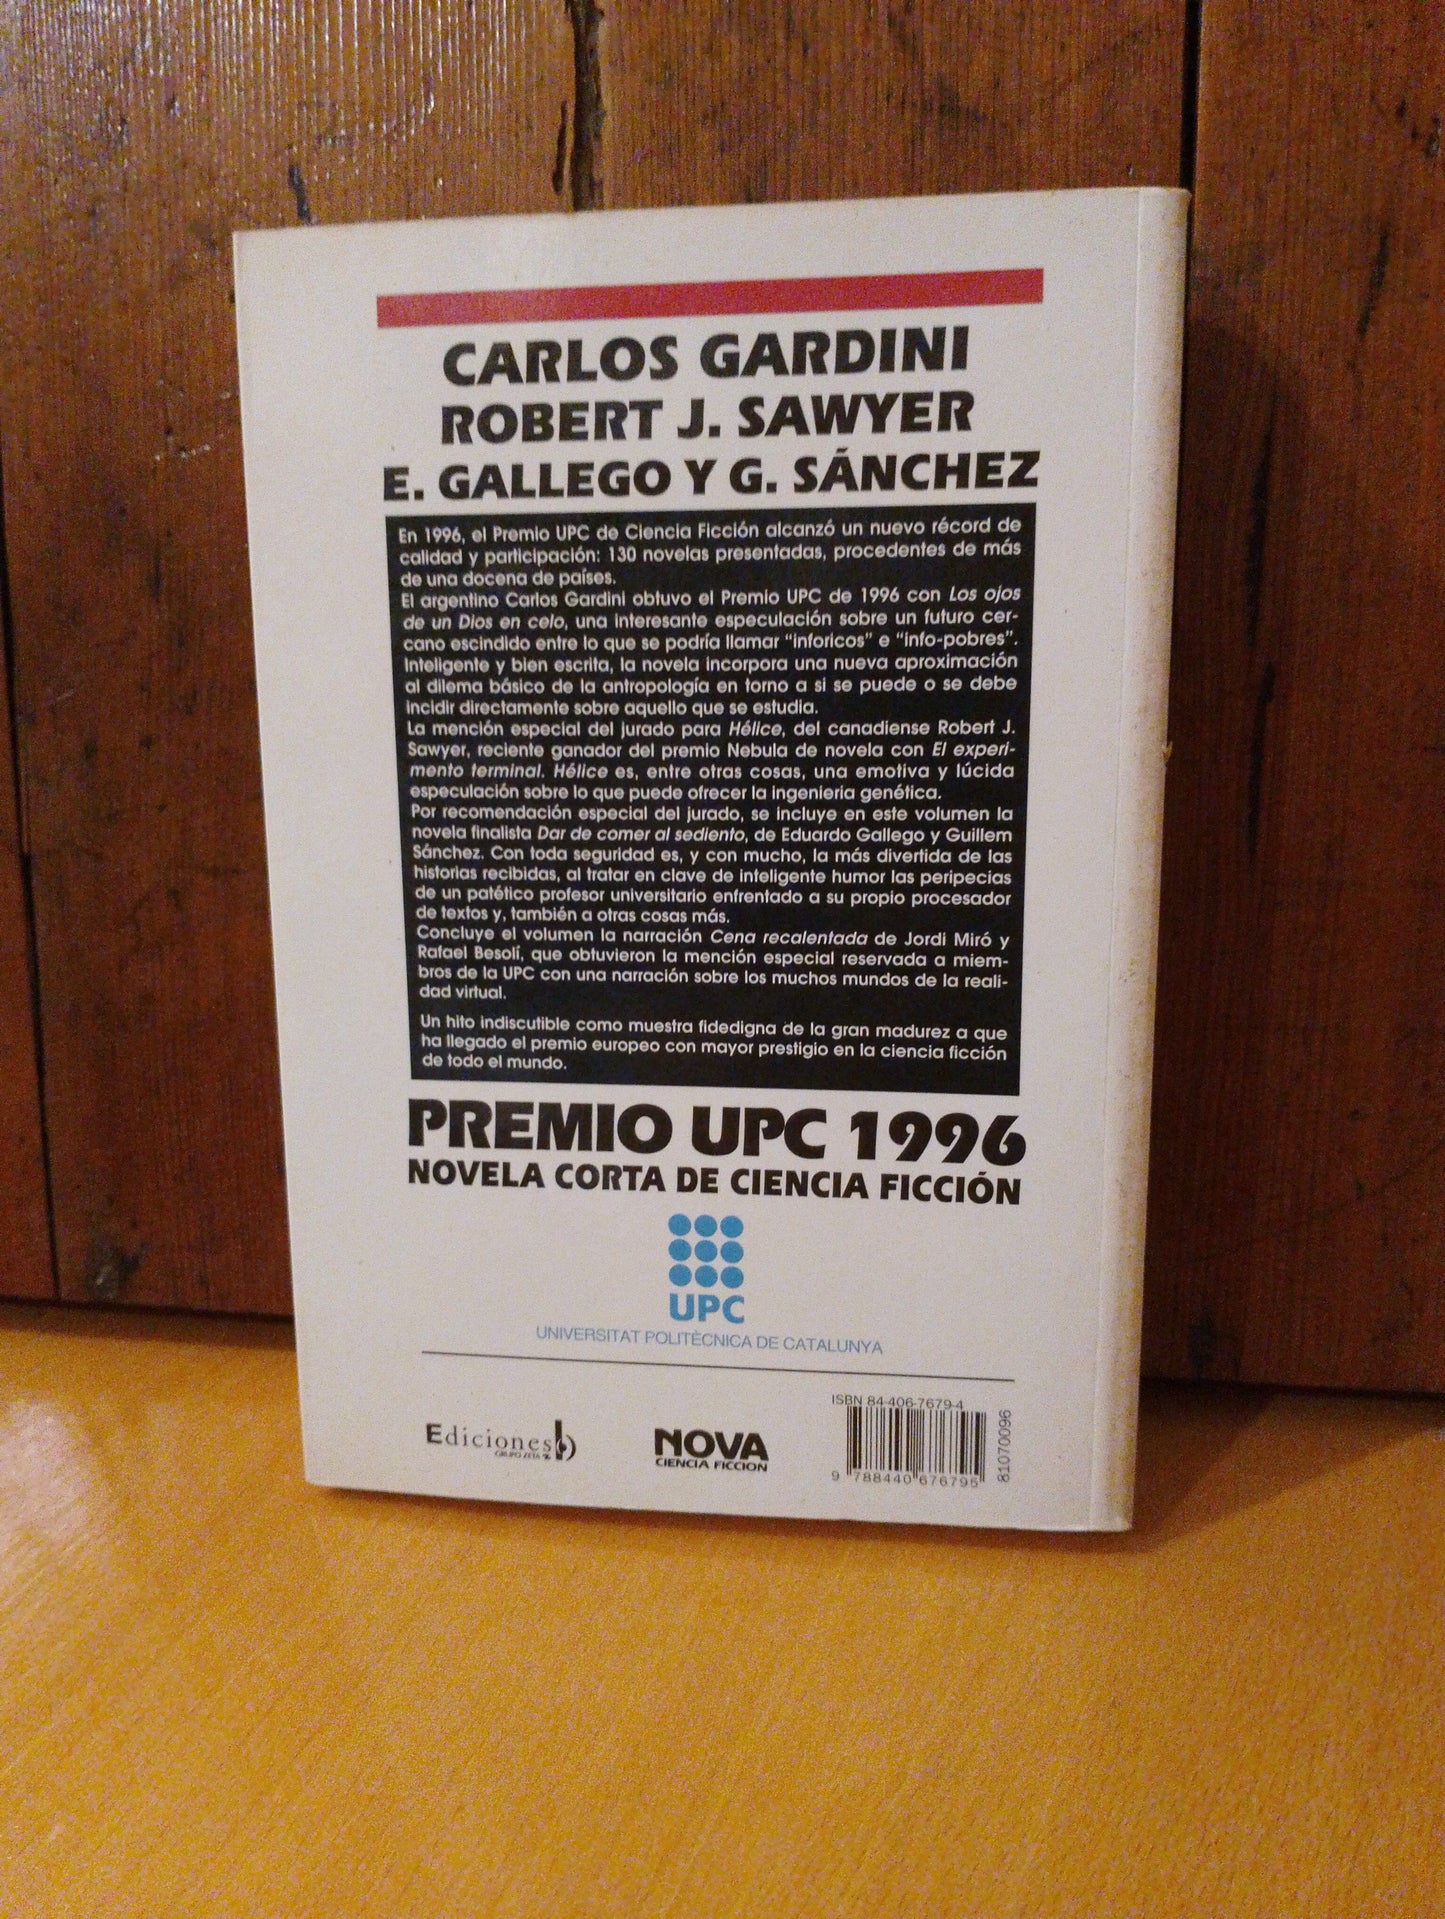 CARLOS GARDINI
ROBERT J. SAWYER
E. GALLEGO Y G. SÁNCHEZ
En 1996, el Premio UPC de Ciencia Ficción alcanzó un nuevo récord de
calidad y participación: 130 novelas presentadas, procedentes de más
de una docena de países.
El argentino Carlos Gardini obtuvo el Premio UPC de 1996 con Los ojos
de un Dios en celo, una interesante especulación sobre un futuro cer-
cano escindido entre lo que se podría llamar "inforicos" e "info-pobres".
Inteligente y bien escrita, la novela incorpora una nueva aproximación
al dilema básico de la antropología en torno a si se puede o se debe
incidir directamente sobre aquello que se estudia.
La mención especial del jurado para Hélice, del canadiense Robert J.
Sawyer, reciente ganador del premio Nebula de novela con El experi-
mento terminal. Hélice es, entre otras cosas, una emotiva y lúcida
especulación sobre lo que puede ofrecer la ingeniería genética.
Por recomendación especial del jurado, se incluye en este volumen la
novela finalista Dar de comer al sediento, de Eduardo Gallego y Guillem
Sánchez. Con toda seguridad es, y con mucho, la más divertida de las
historias recibidas, al tratar en clave de inteligente humor las peripecias
de un patético profesor universitario enfrentado a su propio procesador
de textos y, también a otras cosas más.
Concluye el volumen la narración Cena recalentada de Jordi Miró y
Rafael Besolí, que obtuvieron la mención especial reservada a miem-
bros de la UPC con una narración sobre los muchos mundos de la reali-
dad virtual.
Un hito indiscutible como muestra fidedigna de la gran madurez a que
ha llegado el premio europeo con mayor prestigio en la ciencia ficción
de todo el mundo.
PREMIO UPC 1996
NOVELA CORTA DE CIENCIA FICCIÓN
UPC
UNIVERSITAT POLITÈCNICA DE CATALUNYA
Ediciones b
GRUPO ZETA
NOVA
CIENCIA FICCION
ISBN 84-406-7679-4
9 788440 676795
81070096